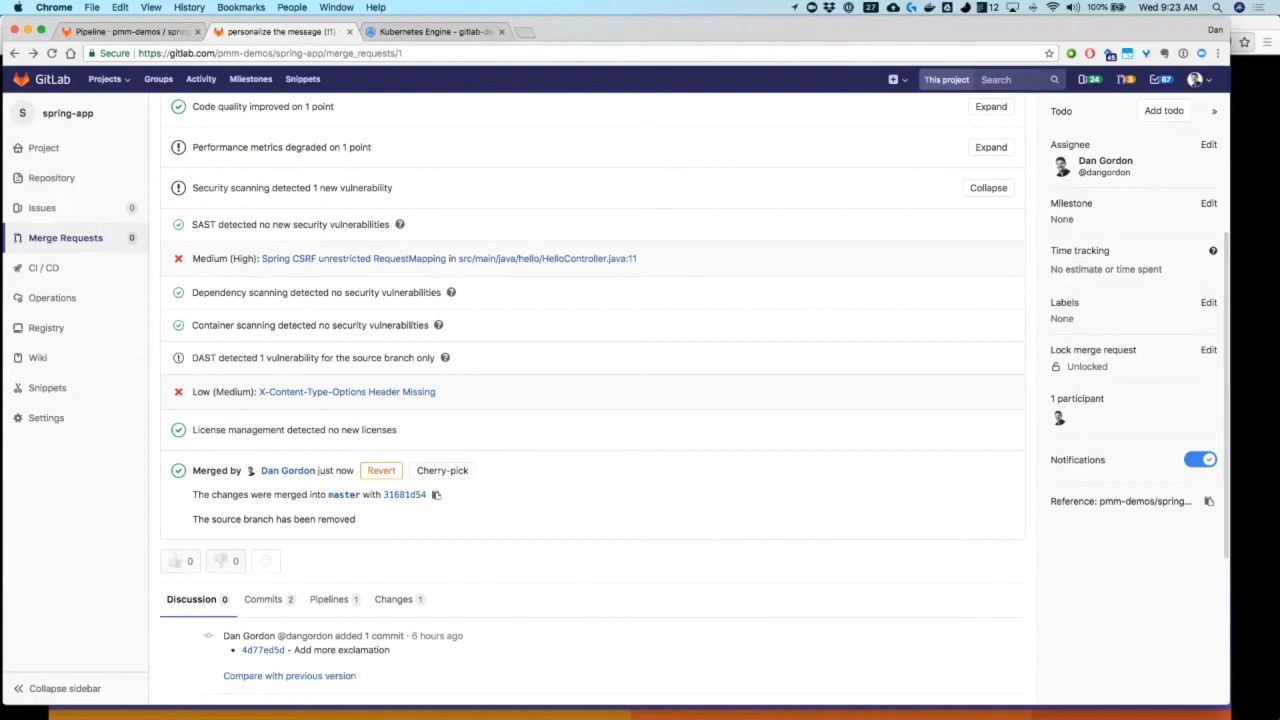 Chrome File Edit View History Bookmarks People Window Help 27 12 100% Wed 9:23 AM
Pipeline · pmm-demos / spring × personalize the message (!1) × Kubernetes Engine - gitlab-de × Dan
Secure https://gitlab.com/pmm-demos/spring-app/merge_requests/1 45
GitLab Projects Groups Activity Milestones Snippets This project Search 24 5 67
S spring-app
Project
Repository
Issues 0
Merge Requests 0
CI / CD
Operations
Registry
Wiki
Snippets
Settings
Collapse sidebar
Code quality improved on 1 point Expand
Performance metrics degraded on 1 point Expand
Security scanning detected 1 new vulnerability Collapse
SAST detected no new security vulnerabilities
Medium (High): Spring CSRF unrestricted RequestMapping in src/main/java/hello/HelloController.java:11
Dependency scanning detected no security vulnerabilities
Container scanning detected no security vulnerabilities
DAST detected 1 vulnerability for the source branch only
Low (Medium): X-Content-Type-Options Header Missing
License management detected no new licenses
Merged by Dan Gordon just now Revert Cherry-pick
The changes were merged into master with 31681d54
The source branch has been removed
0 0
Discussion 0 Commits 2 Pipelines 1 Changes 1
Dan Gordon @dangordon added 1 commit · 6 hours ago
• 4d77ed5d - Add more exclamation
Compare with previous version
Todo Add todo »
Assignee Edit
Dan Gordon
@dangordon
Milestone Edit
None
Time tracking
No estimate or time spent
Labels Edit
None
Lock merge request Edit
Unlocked
1 participant
Notifications
Reference: pmm-demos/spring...